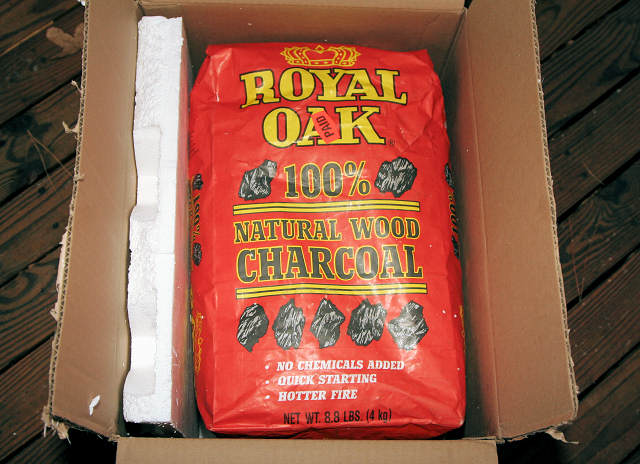 ROYAL
OAK
PAID
100%
NATURAL WOOD
CHARCOAL
• NO CHEMICALS ADDED
• QUICK STARTING
• HOTTER FIRE
NET WT. 8.8 LBS. (4 kg)